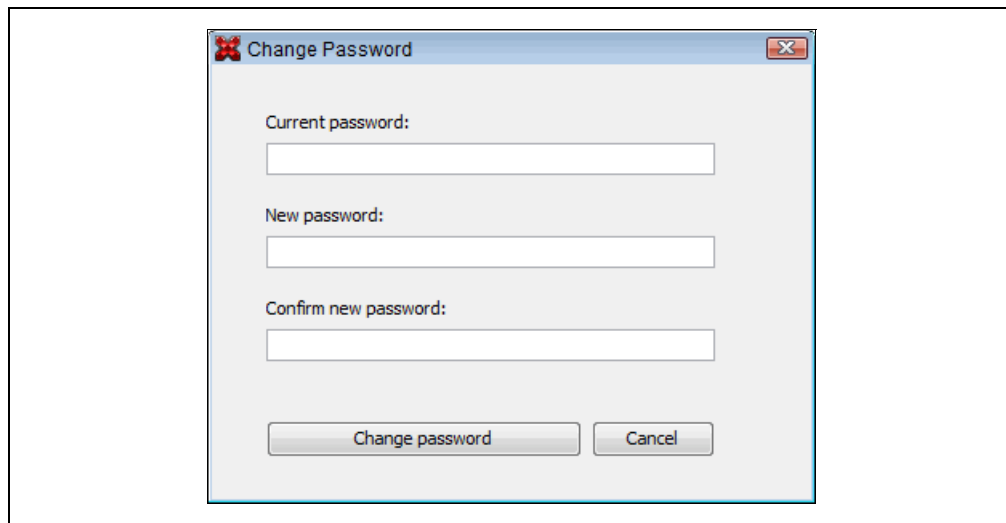 Change Password
Current password:
New password:
Confirm new password:
Change password Cancel